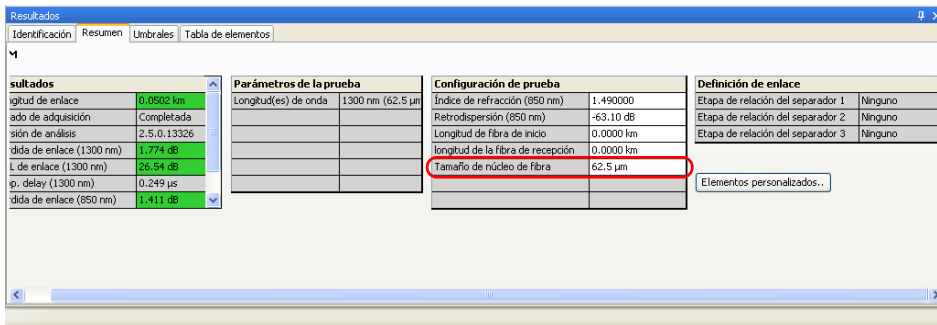 Resultados
Identificación Resumen Umbrales Tabla de elementos
sultados
ngitud de enlace 0.0502 km
ado de adquisición Completada
rsión de análisis 2.5.0.13326
rdida de enlace (1300 nm) 1.774 dB
L de enlace (1300 nm) 26.54 dB
op. delay (1300 nm) 0.249 µs
rdida de enlace (850 nm) 1.411 dB
Parámetros de la prueba
Longitud(es) de onda 1300 nm (62.5 µm
Configuración de prueba
Índice de refracción (850 nm) 1.490000
Retrodispersión (850 nm) -63.10 dB
Longitud de fibra de inicio 0.0000 km
longitud de la fibra de recepción 0.0000 km
Tamaño de núcleo de fibra 62.5 µm
Definición de enlace
Etapa de relación del separador 1 Ninguno
Etapa de relación del separador 2 Ninguno
Etapa de relación del separador 3 Ninguno
Elementos personalizados..